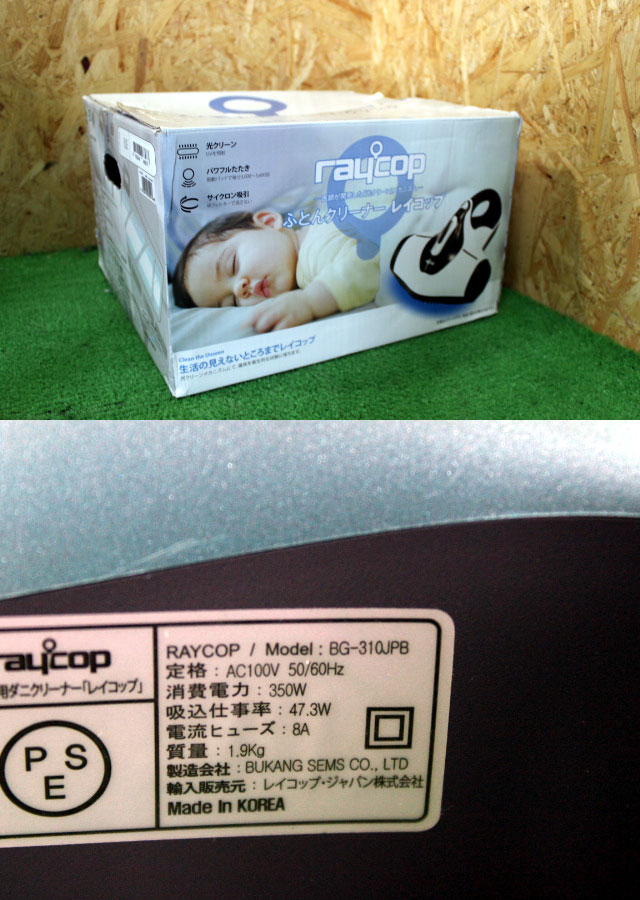 光クリーン
UVを照射
パワフルたたき
サイクロン吸引
raycop
ふとんクリーナー レイコップ
Clean the Unseen
生活の見えないところまでレイコップ
raycop
用ダニクリーナー「レイコップ」
PSE
RAYCOP / Model : BG-310JPB
定格 : AC100V 50/60Hz
消費電力 : 350W
吸込仕事率 : 47.3W
電流ヒューズ : 8A
質量 : 1.9Kg
製造会社 : BUKANG SEMS CO., LTD
輸入販売元 : レイコップ・ジャパン株式会社
Made In KOREA